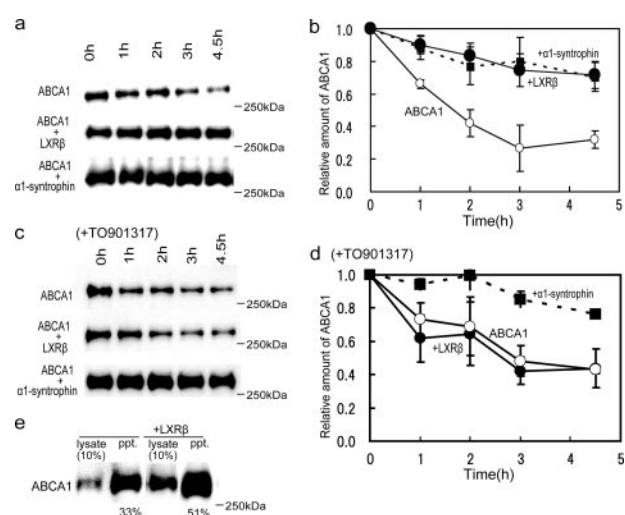 a
0h 1h 2h 3h 4.5h
ABCA1
250kDa
ABCA1
+
LXRβ
250kDa
ABCA1
+
α1-syntrophin
250kDa
b
Relative amount of ABCA1
1.0
0.8
0.6
0.4
0.2
0.0
+α1-syntrophin
+LXRβ
ABCA1
0 1 2 3 4 5
Time(h)
c
(+TO901317)
0h 1h 2h 3h 4.5h
ABCA1
250kDa
ABCA1
+
LXRβ
250kDa
ABCA1
+
α1-syntrophin
250kDa
d
(+TO901317)
Relative amount of ABCA1
1.0
0.8
0.6
0.4
0.2
0.0
+α1-syntrophin
ABCA1
+LXRβ
0 1 2 3 4 5
Time(h)
e
+LXRβ
lysate ppt. lysate ppt.
(10%) (10%)
ABCA1
250kDa
33% 51%